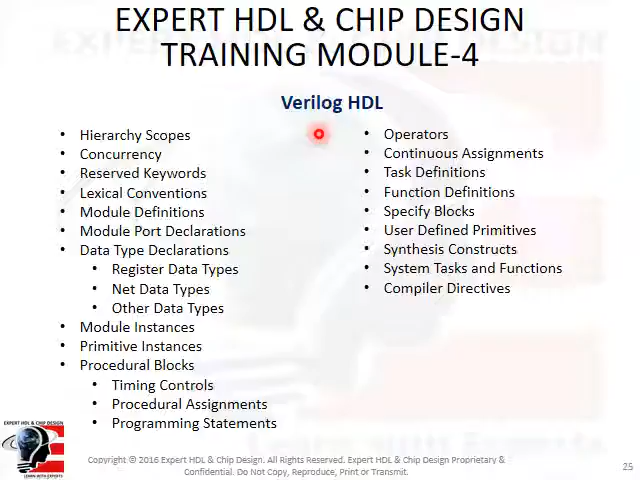 EXPERT HDL & CHIP DESIGN
TRAINING MODULE-4
Verilog HDL
• Hierarchy Scopes
• Concurrency
• Reserved Keywords
• Lexical Conventions
• Module Definitions
• Module Port Declarations
• Data Type Declarations
• Register Data Types
• Net Data Types
• Other Data Types
• Module Instances
• Primitive Instances
• Procedural Blocks
• Timing Controls
• Procedural Assignments
• Programming Statements
• Operators
• Continuous Assignments
• Task Definitions
• Function Definitions
• Specify Blocks
• User Defined Primitives
• Synthesis Constructs
• System Tasks and Functions
• Compiler Directives
EXPERT HDL & CHIP DESIGN
LEARN WITH EXPERTS
Copyright © 2016 Expert HDL & Chip Design. All Rights Reserved. Expert HDL & Chip Design Proprietary &
Confidential. Do Not Copy, Reproduce, Print or Transmit.
25